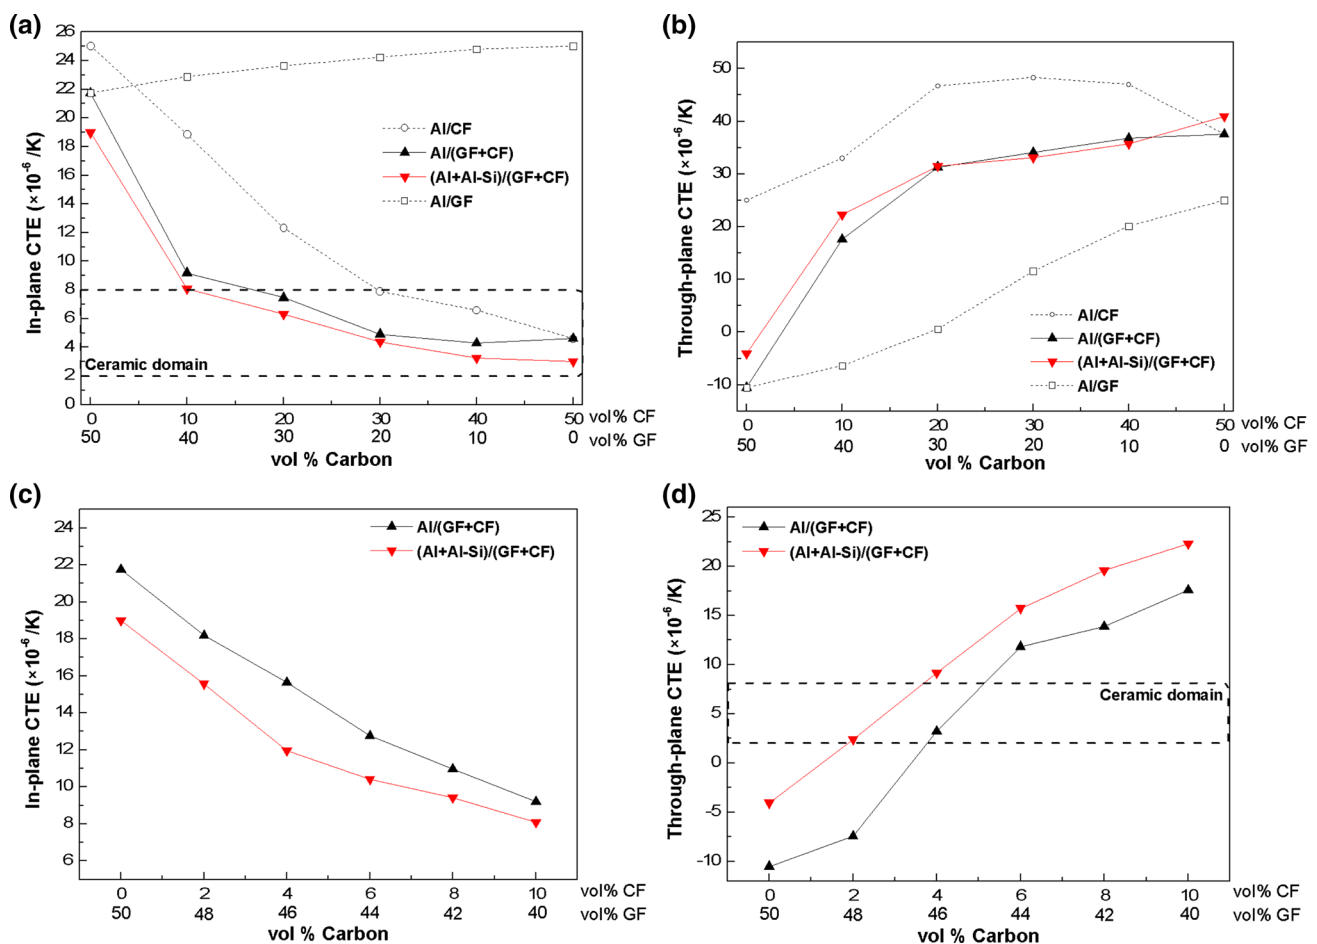 (a)
In-plane CTE (×10⁻⁶ /K)
26
24
22
20
18
16
14
12
10
8
6
4
2
0
Al/CF
Al/(GF+CF)
(Al+Al-Si)/(GF+CF)
Al/GF
Ceramic domain
0 10 20 30 40 50 vol% CF
50 40 30 20 10 0 vol% GF
vol % Carbon
(b)
Through-plane CTE (×10⁻⁶ /K)
50
40
30
20
10
0
-10
Al/CF
Al/(GF+CF)
(Al+Al-Si)/(GF+CF)
Al/GF
0 10 20 30 40 50 vol% CF
50 40 30 20 10 0 vol% GF
vol % Carbon
(c)
In-plane CTE (×10⁻⁶ /K)
24
22
20
18
16
14
12
10
8
6
Al/(GF+CF)
(Al+Al-Si)/(GF+CF)
0 2 4 6 8 10 vol% CF
50 48 46 44 42 40 vol% GF
vol % Carbon
(d)
Through-plane CTE (×10⁻⁶ /K)
25
20
15
10
5
0
-5
-10
Al/(GF+CF)
(Al+Al-Si)/(GF+CF)
Ceramic domain
0 2 4 6 8 10 vol% CF
50 48 46 44 42 40 vol% GF
vol % Carbon